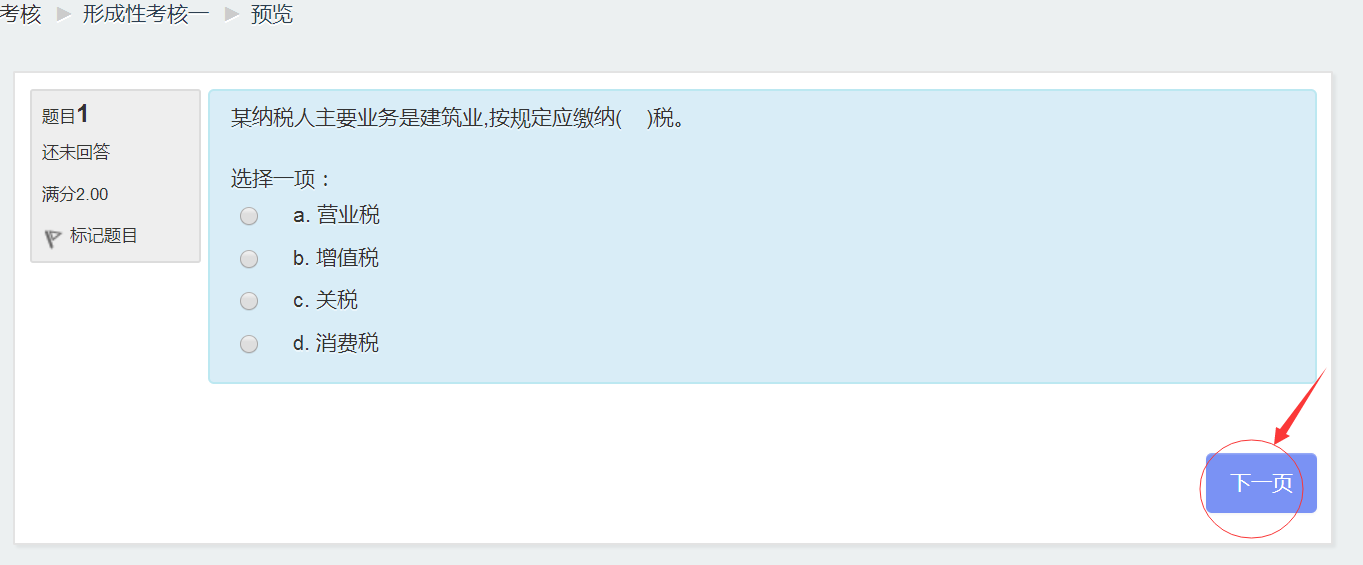 考核 ▶ 形成性考核一 ▶ 预览
题目1
还未回答
满分2.00
标记题目
某纳税人主要业务是建筑业,按规定应缴纳( )税。
选择一项：
a. 营业税
b. 增值税
c. 关税
d. 消费税
下一页